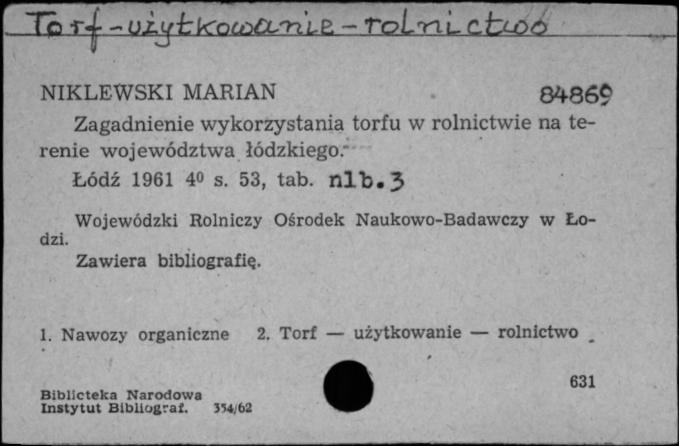 Torf-użytkowanie-rolnictwo
NIKLEWSKI MARIAN 84869
Zagadnienie wykorzystania torfu w rolnictwie na te-
renie województwa łódzkiego.
Łódź 1961 4⁰ s. 53, tab. nlb. 3
Wojewódzki Rolniczy Ośrodek Naukowo-Badawczy w Ło-
dzi.
Zawiera bibliografię.
1. Nawozy organiczne 2. Torf — użytkowanie — rolnictwo
631
Biblioteka Narodowa
Instytut Bibliograf. 354/62